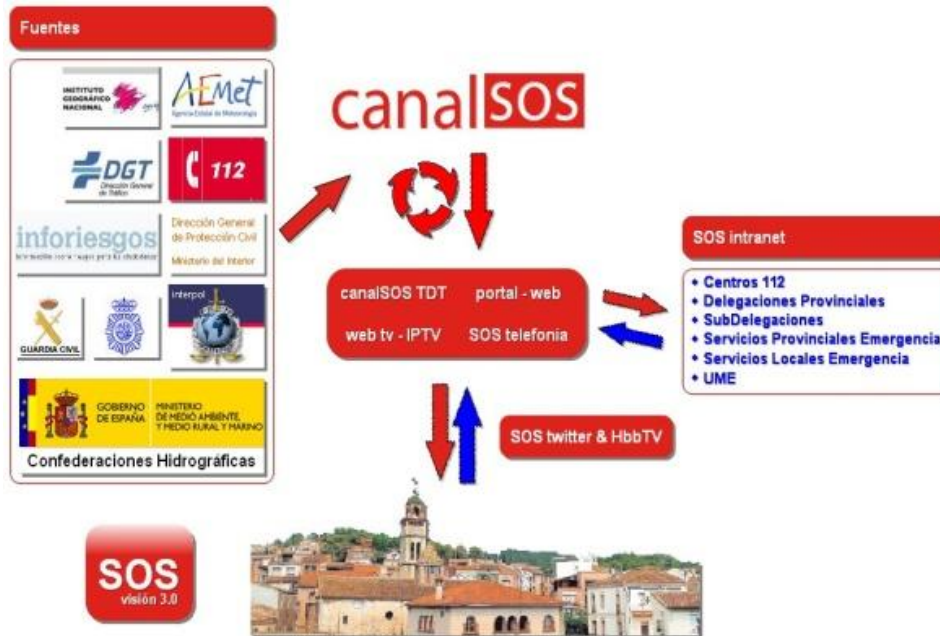 Fuentes
INSTITUTO
GEOGRÁFICO
NACIONAL
AEMet
Agencia Estatal de Meteorología
DGT
Dirección General
de Tráfico
112
inforiesgos
Dirección General
de Protección Civil
Ministerio del Interior
GUARDIA CIVIL
interpol
GOBIERNO
DE ESPAÑA
MINISTERIO
DE MEDIO AMBIENTE,
Y MEDIO RURAL Y MARINO
Confederaciones Hidrográficas
canalSOS
canalSOS TDT
portal - web
web tv - IPTV
SOS telefonía
SOS intranet
• Centros 112
• Delegaciones Provinciales
• SubDelegaciones
• Servicios Provinciales Emergencia
• Servicios Locales Emergencia
• UME
SOS twitter & HbbTV
SOS
visión 3.0